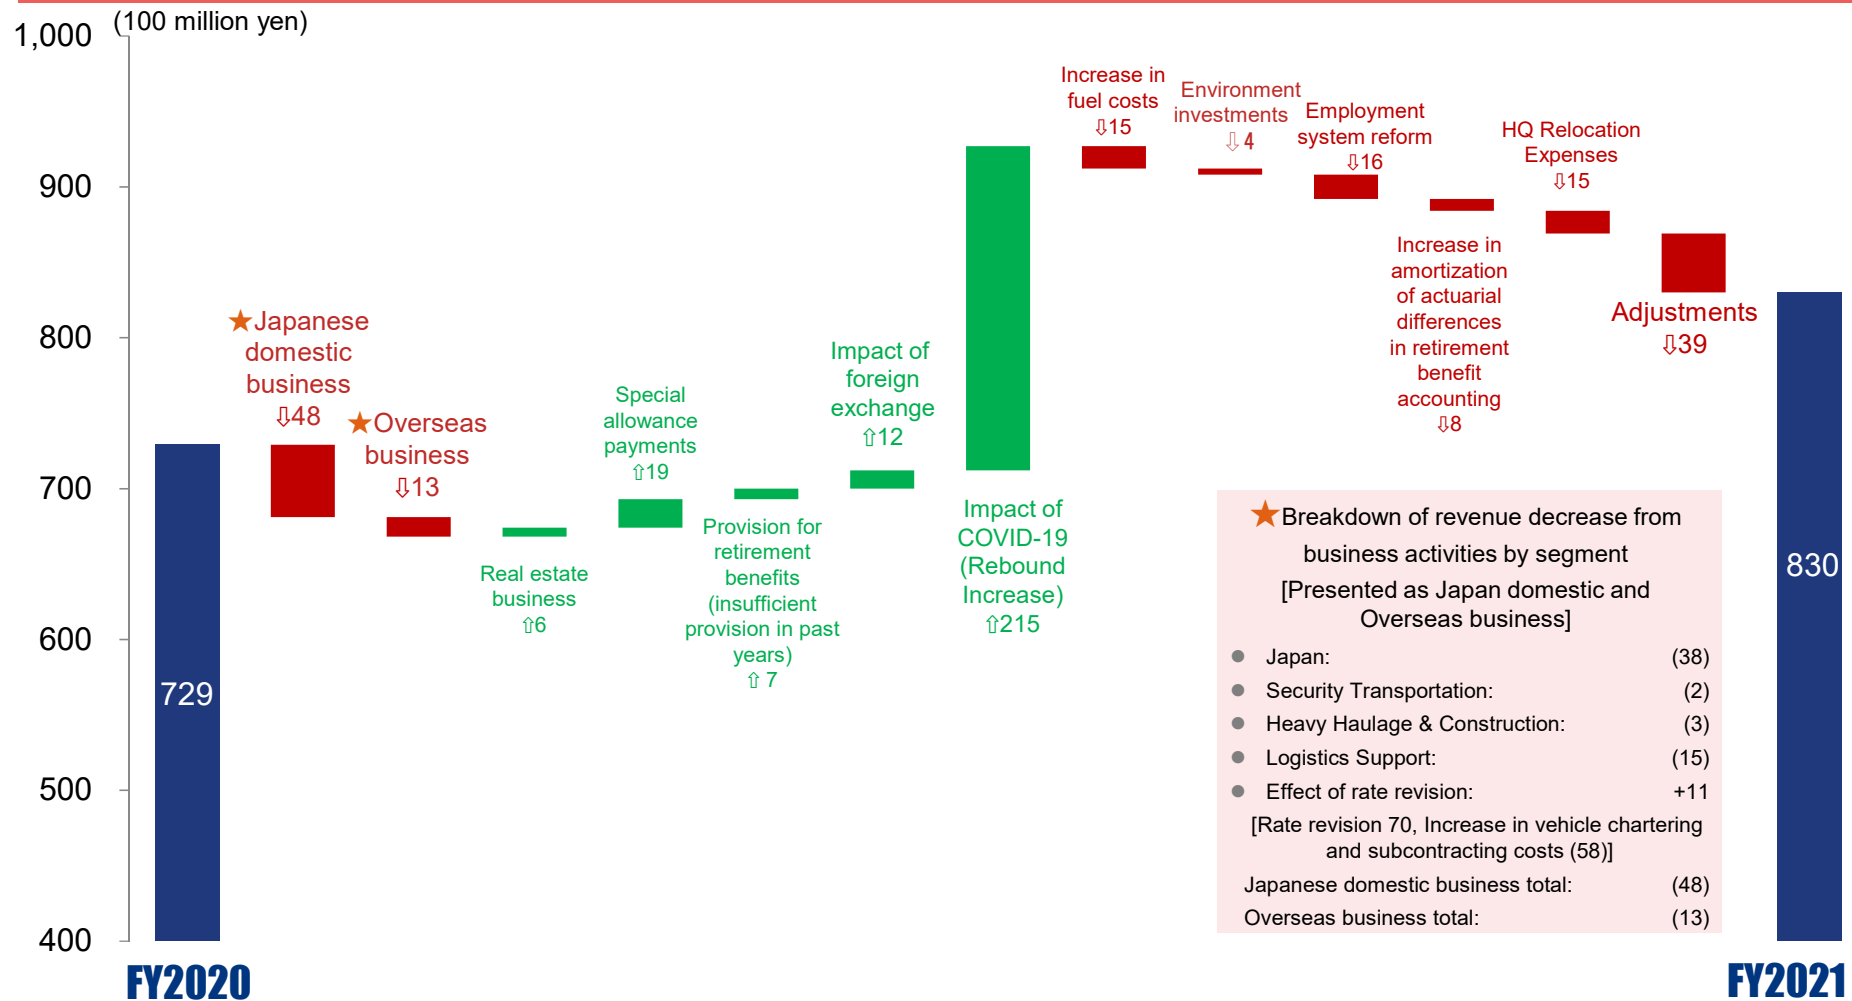 (100 million yen)
1,000
900
800
700
600
500
400
729
FY2020
★Japanese
domestic
business
⇩48
★Overseas
business
⇩13
Real estate
business
⇧6
Special
allowance
payments
⇧19
Provision for
retirement
benefits
(insufficient
provision in past
years)
⇧ 7
Impact of
foreign
exchange
⇧12
Impact of
COVID-19
(Rebound
Increase)
⇧215
Increase in
fuel costs
⇩15
Environment
investments
⇩ 4
Employment
system reform
⇩16
Increase in
amortization
of actuarial
differences
in retirement
benefit
accounting
⇩8
HQ Relocation
Expenses
⇩15
Adjustments
⇩39
830
FY2021
★Breakdown of revenue decrease from
business activities by segment
[Presented as Japan domestic and
Overseas business]
● Japan: (38)
● Security Transportation: (2)
● Heavy Haulage & Construction: (3)
● Logistics Support: (15)
● Effect of rate revision: +11
[Rate revision 70, Increase in vehicle chartering
and subcontracting costs (58)]
Japanese domestic business total: (48)
Overseas business total: (13)